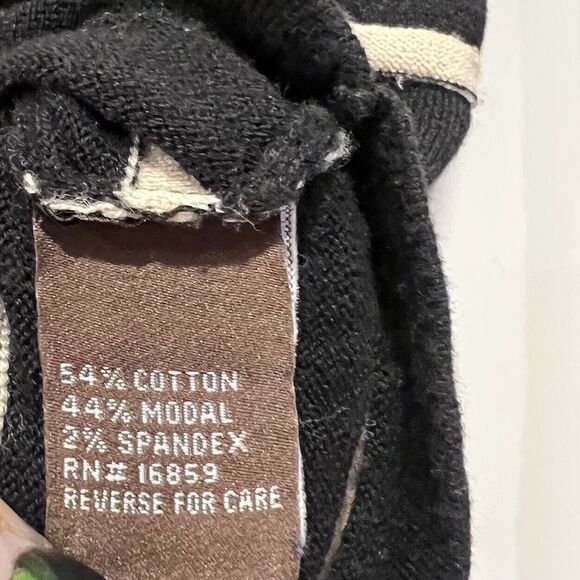 54% COTTON
44% MODAL
2% SPANDEX
RN# 16859
REVERSE FOR CARE